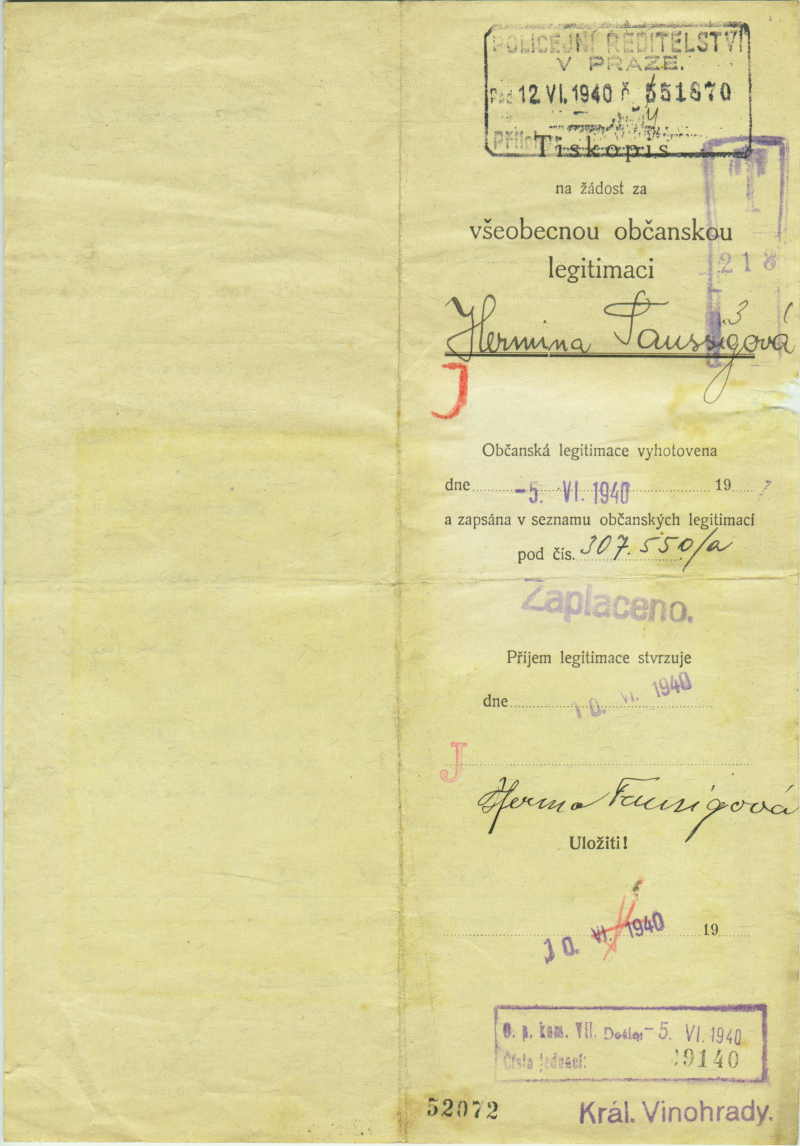 POLICEJNÍ ŘEDITELSTVÍ
V PRAZE.
12. VI. 1940 č 551870
Tiskopis
na žádost za
všeobecnou občanskou
legitimaci
218
Hermina Taussigová
J
Občanská legitimace vyhotovena
dne -5. VI. 1940 19
a zapsána v seznamu občanských legitimací
pod čís. 307.550/a
Zaplaceno.
Příjem legitimace stvrzuje
dne 10. VI. 1940
J
Herma Taussigová
Uložiti!
10. VI. 1940 19
O. p. kom. VII. Došlo: -5. VI. 1940
Číslo jednací: 19140
52072 Král. Vinohrady.